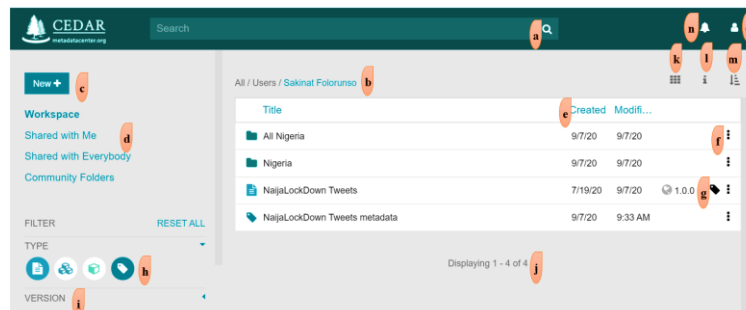 CEDAR
metadatacenter.org
Search
a
n
k
l
m
New +
c
All / Users / Sakinat Folorunso
b
Workspace
Shared with Me
d
Shared with Everybody
Community Folders
Title
e
Created
Modifi...
All Nigeria
9/7/20
9/7/20
f
Nigeria
9/7/20
9/7/20
NaijaLockDown Tweets
7/19/20
9/7/20
1.0.0
g
NaijaLockDown Tweets metadata
9/7/20
9:33 AM
FILTER
RESET ALL
TYPE
h
Displaying 1 - 4 of 4
j
VERSION
i